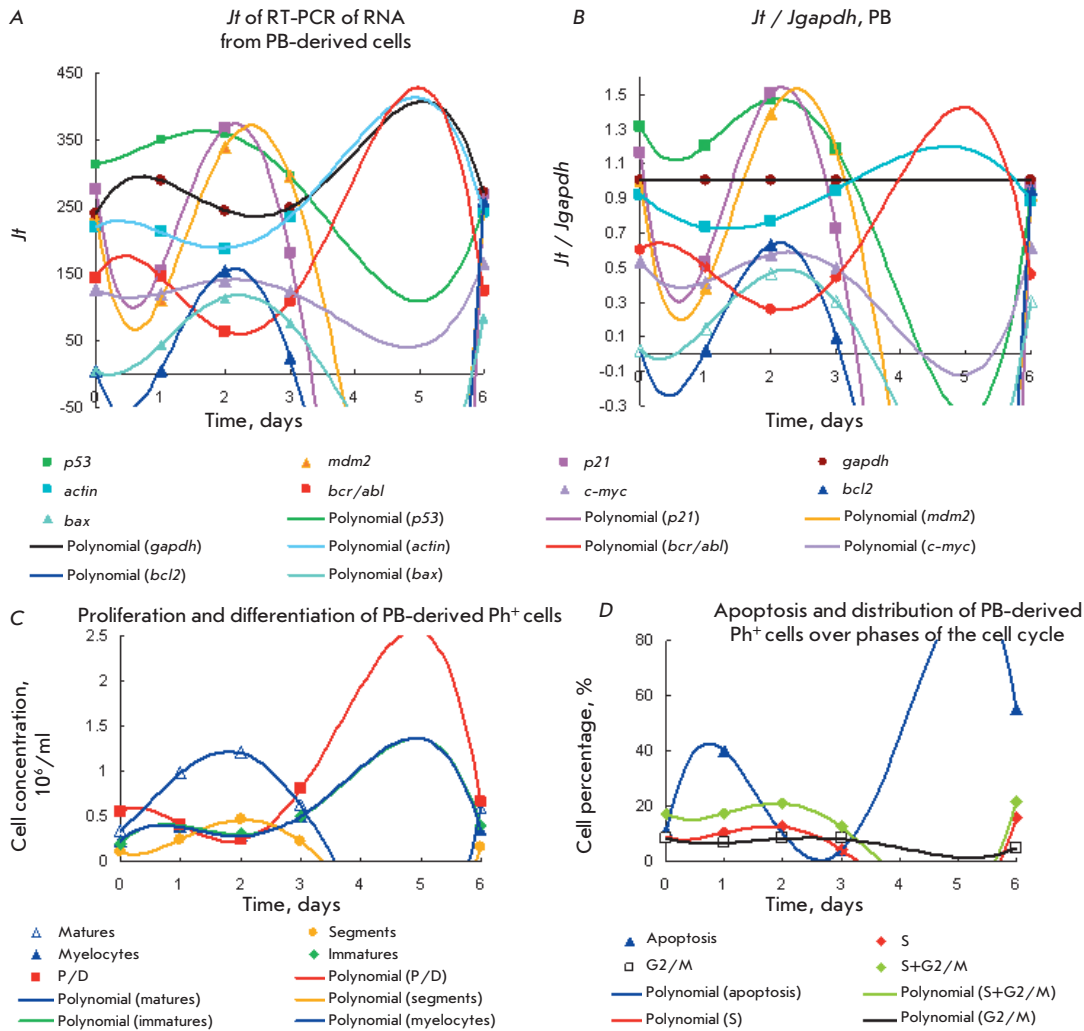 A
Jt of RT-PCR of RNA
from PB-derived cells
450
350
250
150
50
-50
Jt
0 1 2 3 4 5 6
Time, days
B
Jt / Jgapdh, PB
1.5
1.3
1.1
0.9
0.7
0.5
0.3
0.1
-0.1
-0.3
Jt / Jgapdh
0 1 2 3 4 5 6
Time, days
p53
mdm2
p21
gapdh
actin
bcr/abl
c-myc
bcl2
bax
Polynomial (p53)
Polynomial (p21)
Polynomial (mdm2)
Polynomial (gapdh)
Polynomial (actin)
Polynomial (bcr/abl)
Polynomial (c-myc)
Polynomial (bcl2)
Polynomial (bax)
C
Proliferation and differentiation of PB-derived Ph+ cells
2.5
2
1.5
1
0.5
0
Cell concentration,
10⁶/ml
0 1 2 3 4 5 6
Time, days
Matures
Segments
Myelocytes
Immatures
P/D
Polynomial (P/D)
Polynomial (matures)
Polynomial (segments)
Polynomial (immatures)
Polynomial (myelocytes)
D
Apoptosis and distribution of PB-derived
Ph+ cells over phases of the cell cycle
80
60
40
20
0
Cell percentage, %
0 1 2 3 4 5 6
Time, days
Apoptosis
S
G2/M
S+G2/M
Polynomial (apoptosis)
Polynomial (S+G2/M)
Polynomial (S)
Polynomial (G2/M)